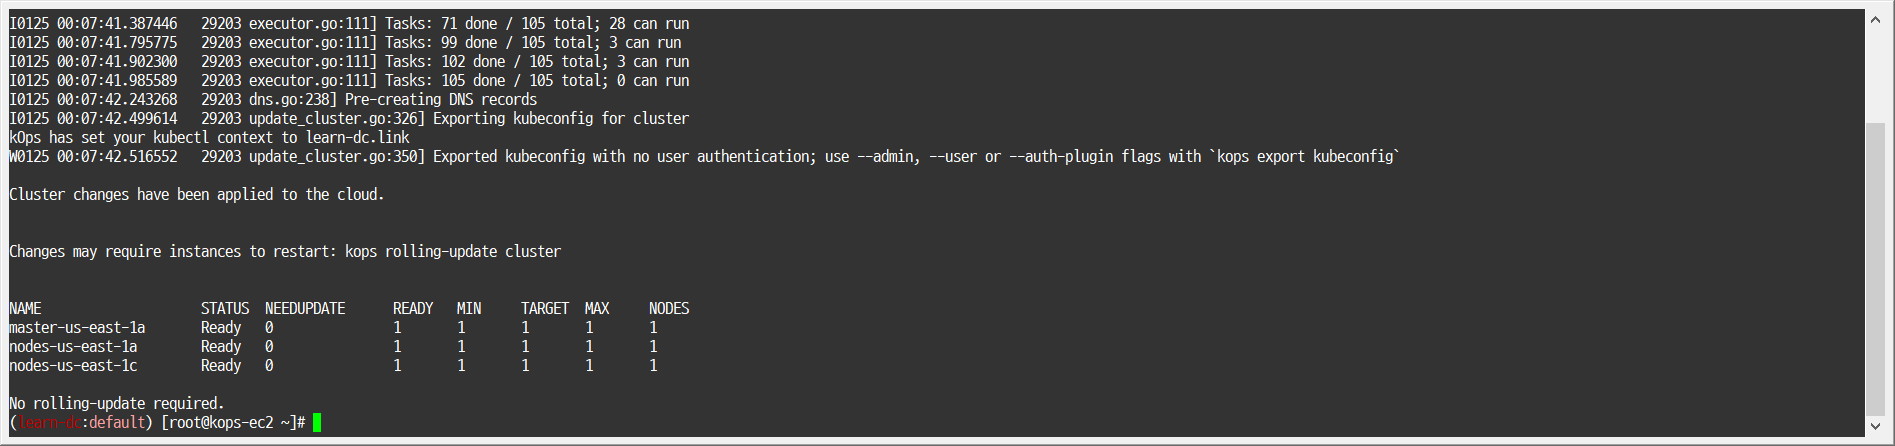 I0125 00:07:41.387446   29203 executor.go:111] Tasks: 71 done / 105 total; 28 can run
I0125 00:07:41.795775   29203 executor.go:111] Tasks: 99 done / 105 total; 3 can run
I0125 00:07:41.902300   29203 executor.go:111] Tasks: 102 done / 105 total; 3 can run
I0125 00:07:41.985589   29203 executor.go:111] Tasks: 105 done / 105 total; 0 can run
I0125 00:07:42.243268   29203 dns.go:238] Pre-creating DNS records
I0125 00:07:42.499614   29203 update_cluster.go:326] Exporting kubeconfig for cluster
kOps has set your kubectl context to learn-dc.link
W0125 00:07:42.516552   29203 update_cluster.go:350] Exported kubeconfig with no user authentication; use --admin, --user or --auth-plugin flags with `kops export kubeconfig`
Cluster changes have been applied to the cloud.
Changes may require instances to restart: kops rolling-update cluster
NAME                    STATUS  NEEDUPDATE      READY   MIN     TARGET  MAX     NODES
master-us-east-1a       Ready   0               1       1       1       1       1
nodes-us-east-1a        Ready   0               1       1       1       1       1
nodes-us-east-1c        Ready   0               1       1       1       1       1
No rolling-update required.
(learn-dc:default) [root@kops-ec2 ~]#